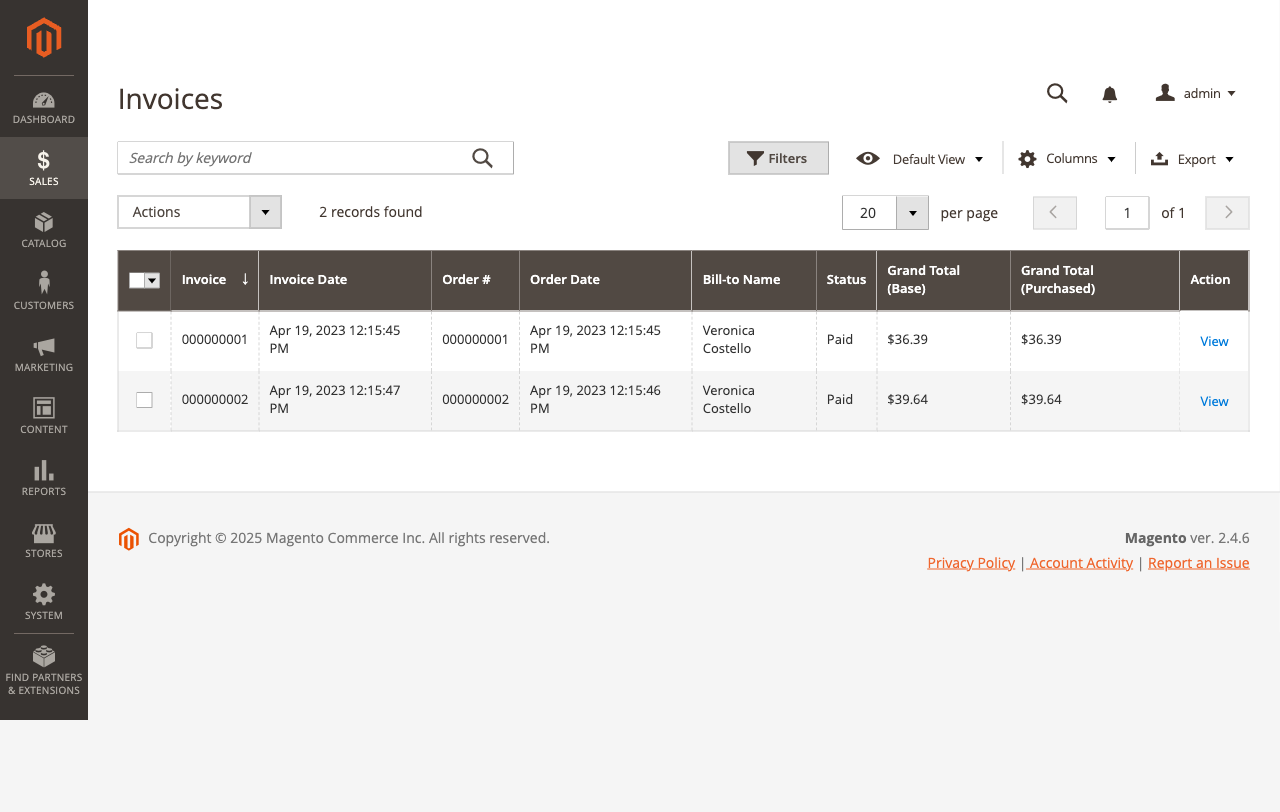 DASHBOARD
SALES
CATALOG
CUSTOMERS
MARKETING
CONTENT
REPORTS
STORES
SYSTEM
FIND PARTNERS
& EXTENSIONS
Invoices
admin
Search by keyword
Filters
Default View
Columns
Export
Actions
2 records found
20
per page
1
of 1
Invoice ↓ Invoice Date Order # Order Date Bill-to Name Status Grand Total (Base) Grand Total (Purchased) Action
000000001 Apr 19, 2023 12:15:45 PM 000000001 Apr 19, 2023 12:15:45 PM Veronica Costello Paid $36.39 $36.39 View
000000002 Apr 19, 2023 12:15:47 PM 000000002 Apr 19, 2023 12:15:46 PM Veronica Costello Paid $39.64 $39.64 View
Copyright © 2025 Magento Commerce Inc. All rights reserved.
Magento ver. 2.4.6
Privacy Policy | Account Activity | Report an Issue